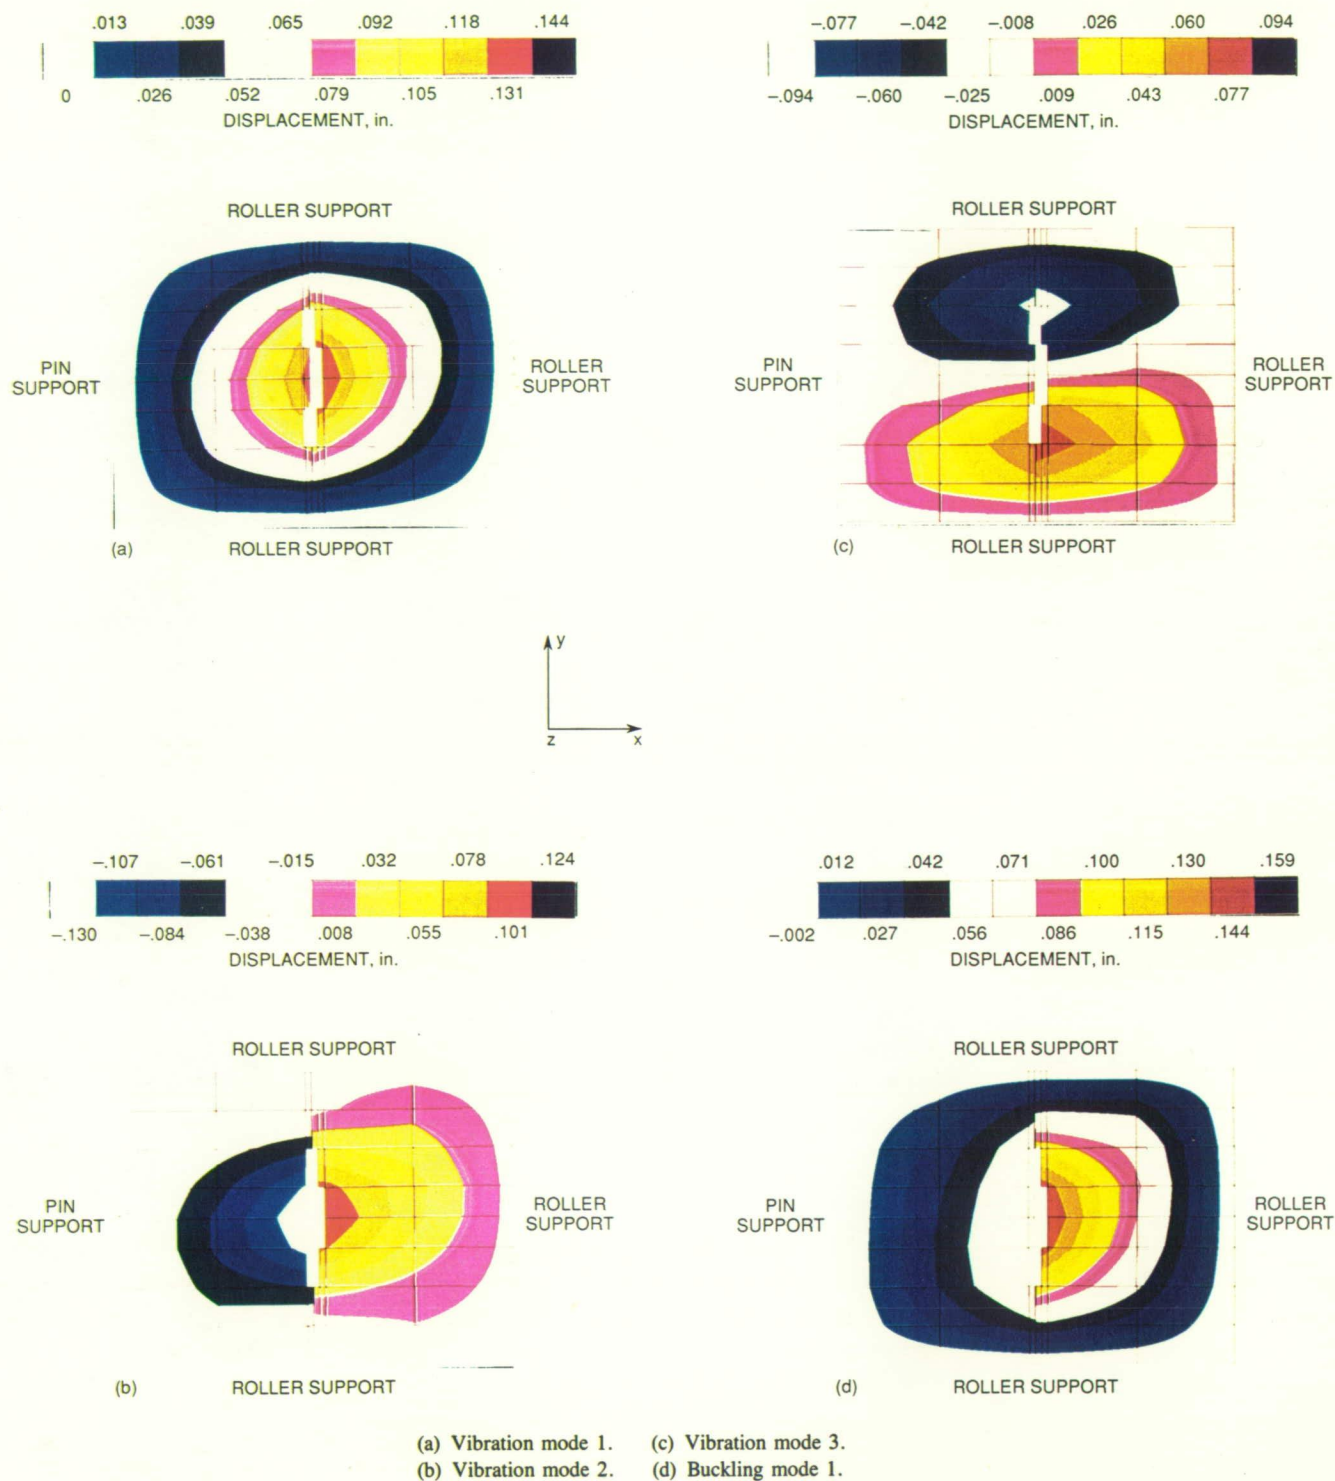 .013 .039 .065 .092 .118 .144
0 .026 .052 .079 .105 .131
DISPLACEMENT, in.
ROLLER SUPPORT
PIN SUPPORT
ROLLER SUPPORT
(a) ROLLER SUPPORT
−.077 −.042 −.008 .026 .060 .094
−.094 −.060 −.025 .009 .043 .077
DISPLACEMENT, in.
ROLLER SUPPORT
PIN SUPPORT
ROLLER SUPPORT
(c) ROLLER SUPPORT
y
z x
−.107 −.061 −.015 .032 .078 .124
−.130 −.084 −.038 .008 .055 .101
DISPLACEMENT, in.
ROLLER SUPPORT
PIN SUPPORT
ROLLER SUPPORT
(b) ROLLER SUPPORT
.012 .042 .071 .100 .130 .159
−.002 .027 .056 .086 .115 .144
DISPLACEMENT, in.
ROLLER SUPPORT
PIN SUPPORT
ROLLER SUPPORT
(d) ROLLER SUPPORT
(a) Vibration mode 1. (c) Vibration mode 3.
(b) Vibration mode 2. (d) Buckling mode 1.